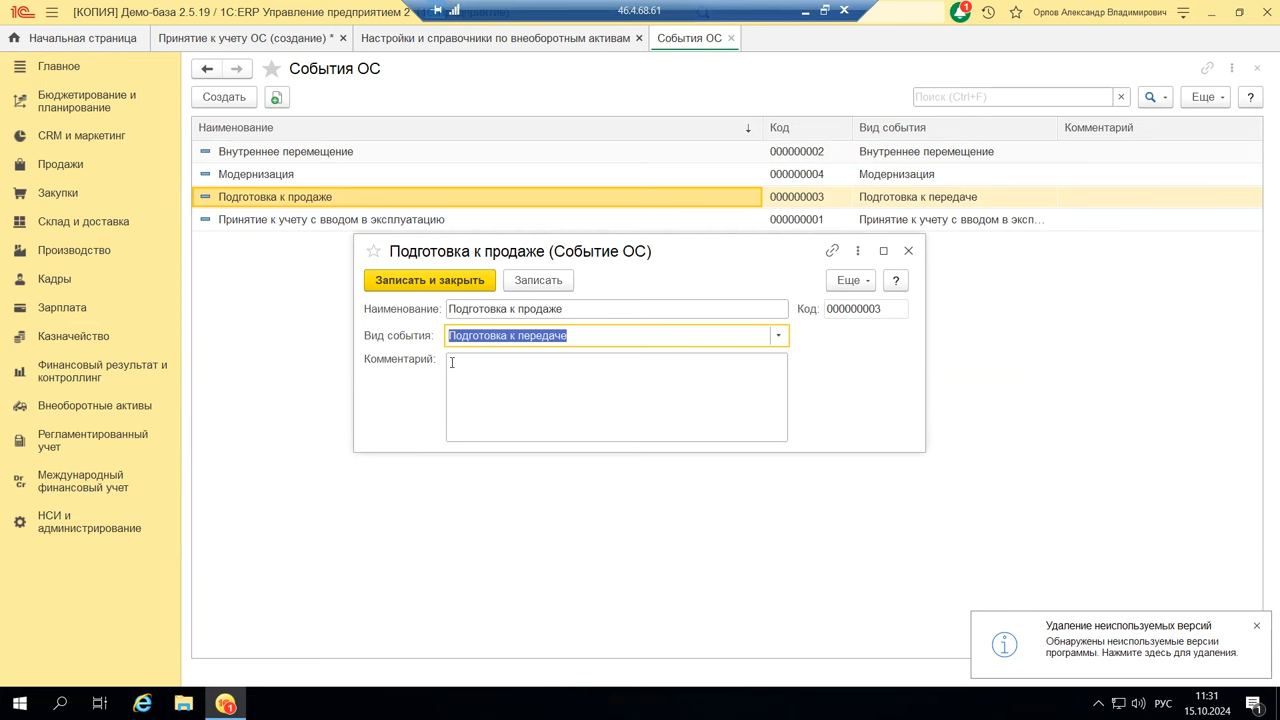 [КОПИЯ] Демо-база 2.5.19 / 1С:ERP Управление предприятием 2
46.4.68.61
Орлов Александр Владимирович
1
Начальная страница
Принятие к учету ОС (создание) *
Настройки и справочники по внеоборотным активам
События ОС
Главное
Бюджетирование и
планирование
CRM и маркетинг
Продажи
Закупки
Склад и доставка
Производство
Кадры
Зарплата
Казначейство
Финансовый результат и
контроллинг
Внеоборотные активы
Регламентированный
учет
Международный
финансовый учет
НСИ и
администрирование
События ОС
Создать
Поиск (Ctrl+F)
Еще
?
Наименование
Код
Вид события
Комментарий
Внутреннее перемещение
000000002
Внутреннее перемещение
Модернизация
000000004
Модернизация
Подготовка к продаже
000000003
Подготовка к передаче
Принятие к учету с вводом в эксплуатацию
000000001
Принятие к учету с вводом в эксп...
Подготовка к продаже (Событие ОС)
Записать и закрыть
Записать
Еще
?
Наименование:
Подготовка к продаже
Код:
000000003
Вид события:
Подготовка к передаче
Комментарий:
Удаление неиспользуемых версий
Обнаружены неиспользуемые версии
программы. Нажмите здесь для удаления.
РУС
11:31
15.10.2024
1